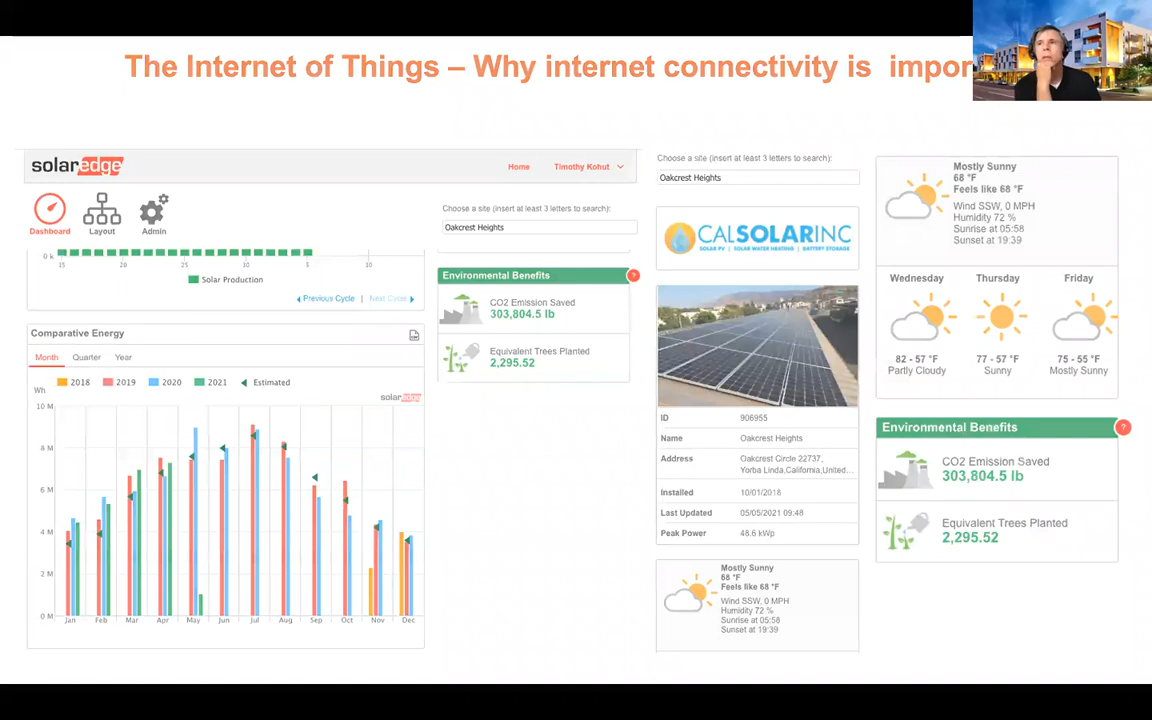 The Internet of Things – Why internet connectivity is impor
solaredge
Home
Timothy Kohut
Dashboard
Layout
Admin
0 k
15
20
25
30
5
10
Solar Production
Previous Cycle | Next Cycle
Comparative Energy
Month
Quarter
Year
2018
2019
2020
2021
Estimated
Wh
solaredge
10 M
8 M
6 M
4 M
2 M
0 M
Jan
Feb
Mar
Apr
May
Jun
Jul
Aug
Sep
Oct
Nov
Dec
Choose a site (insert at least 3 letters to search):
Oakcrest Heights
Environmental Benefits
?
CO2 Emission Saved
303,804.5 lb
Equivalent Trees Planted
2,295.52
Choose a site (insert at least 3 letters to search):
Oakcrest Heights
CALSOLARINC
SOLAR PV | SOLAR WATER HEATING | BATTERY STORAGE
ID 906955
Name Oakcrest Heights
Address Oakcrest Circle 22737,
Yorba Linda,California,United...
Installed 10/01/2018
Last Updated 05/05/2021 09:48
Peak Power 48.6 kWp
Mostly Sunny
68 °F
Feels like 68 °F
Wind SSW, 0 MPH
Humidity 72 %
Sunrise at 05:58
Sunset at 19:39
Mostly Sunny
68 °F
Feels like 68 °F
Wind SSW, 0 MPH
Humidity 72 %
Sunrise at 05:58
Sunset at 19:39
Wednesday
Thursday
Friday
82 - 57 °F
Partly Cloudy
77 - 57 °F
Sunny
75 - 55 °F
Mostly Sunny
Environmental Benefits
?
CO2 Emission Saved
303,804.5 lb
Equivalent Trees Planted
2,295.52